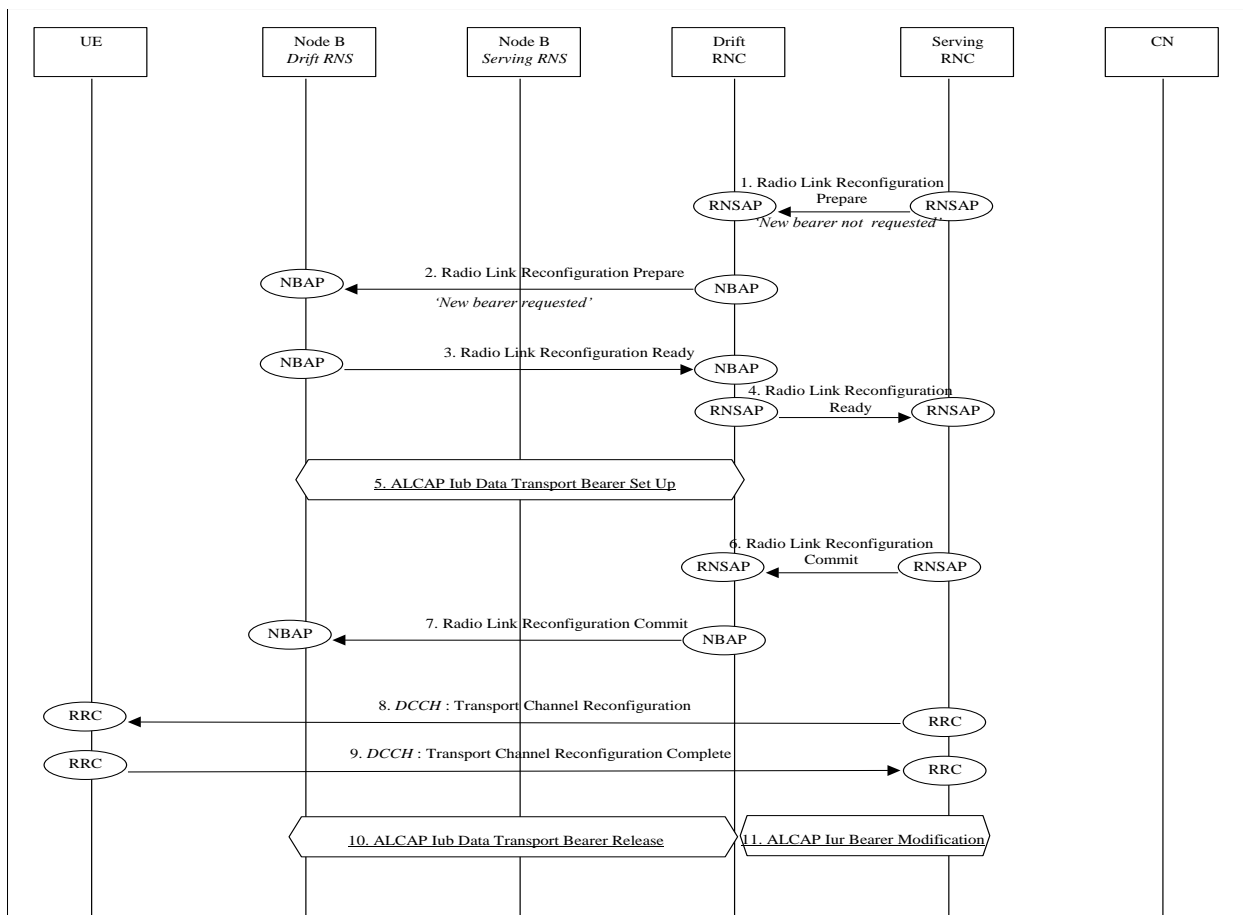 UE
Node B
Drift RNS
Node B
Serving RNS
Drift
RNC
Serving
RNC
CN
1. Radio Link Reconfiguration
Prepare
RNSAP
RNSAP
'New bearer not requested'
2. Radio Link Reconfiguration Prepare
NBAP
NBAP
'New bearer requested'
3. Radio Link Reconfiguration Ready
NBAP
NBAP
4. Radio Link Reconfiguration
Ready
RNSAP
RNSAP
5. ALCAP Iub Data Transport Bearer Set Up
6. Radio Link Reconfiguration
Commit
RNSAP
RNSAP
7. Radio Link Reconfiguration Commit
NBAP
NBAP
8. DCCH : Transport Channel Reconfiguration
RRC
RRC
9. DCCH : Transport Channel Reconfiguration Complete
RRC
RRC
10. ALCAP Iub Data Transport Bearer Release
11. ALCAP Iur Bearer Modification